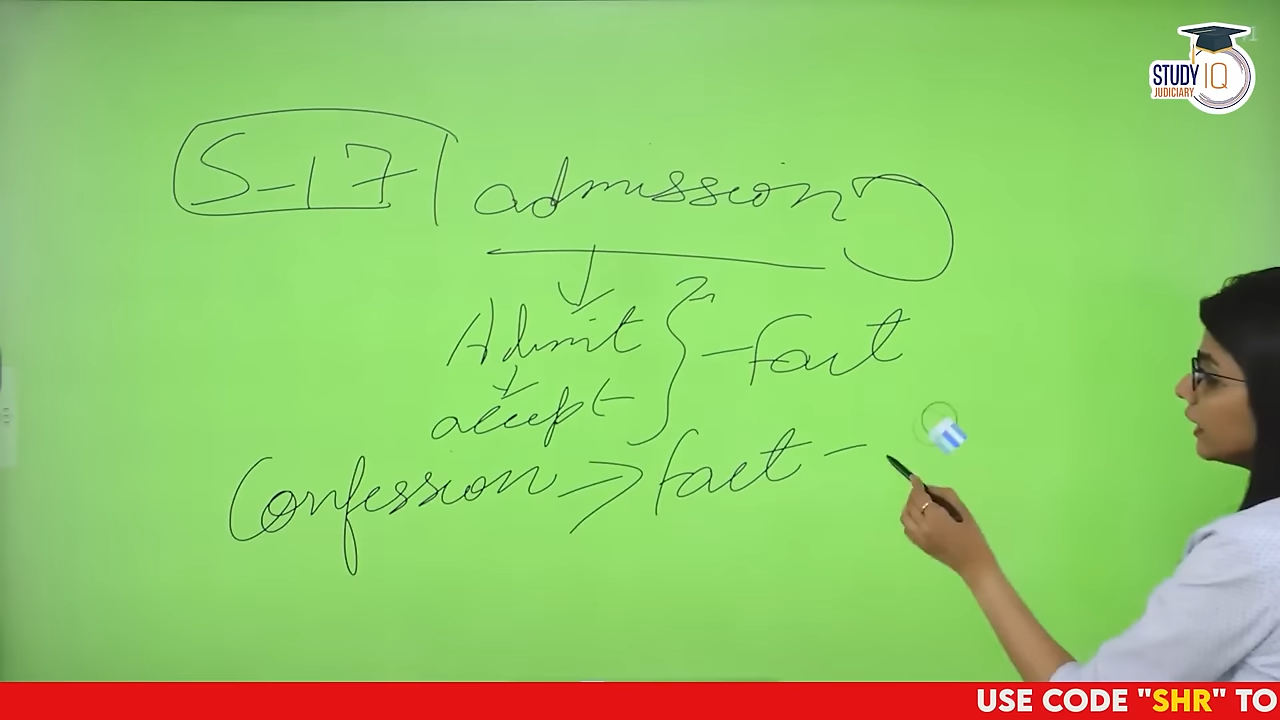 STUDY IQ
JUDICIARY
S-17 admission
Admit
accept
- fact
Confession → fact -
USE CODE "SHR" TO